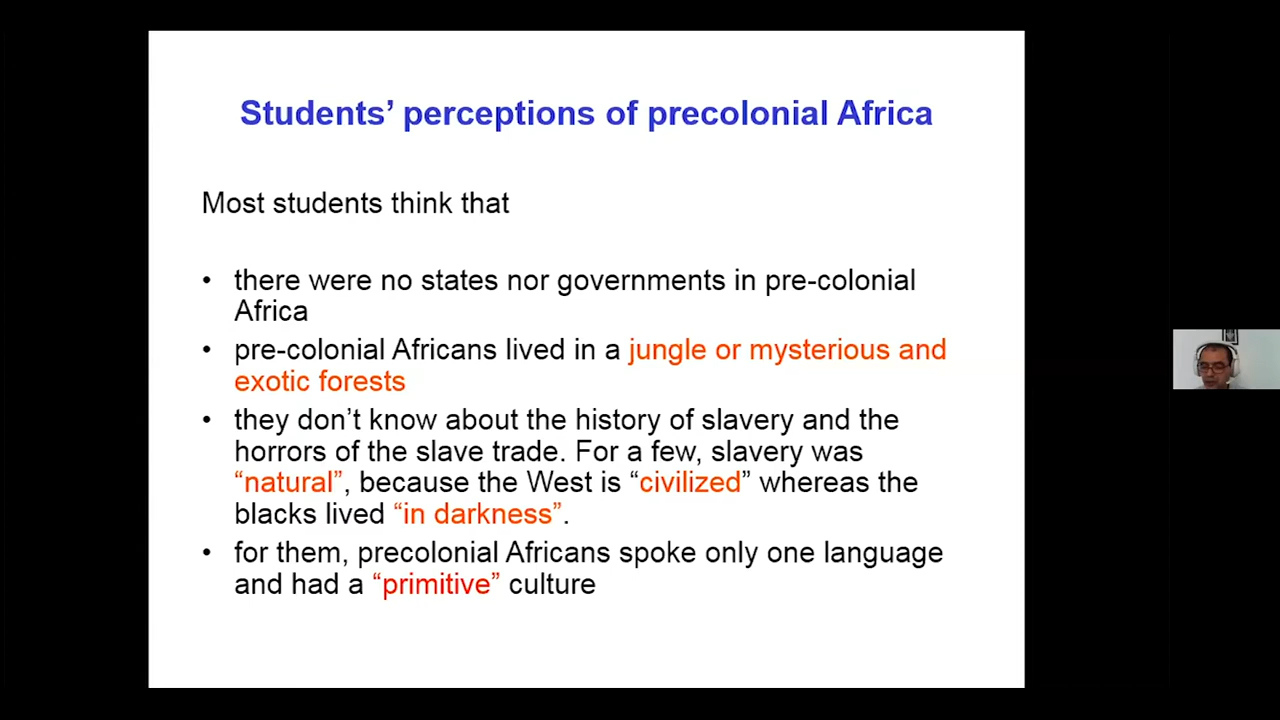 Students’ perceptions of precolonial Africa
Most students think that
• there were no states nor governments in pre-colonial
Africa
• pre-colonial Africans lived in a jungle or mysterious and
exotic forests
• they don’t know about the history of slavery and the
horrors of the slave trade. For a few, slavery was
“natural”, because the West is “civilized” whereas the
blacks lived “in darkness”.
• for them, precolonial Africans spoke only one language
and had a “primitive” culture